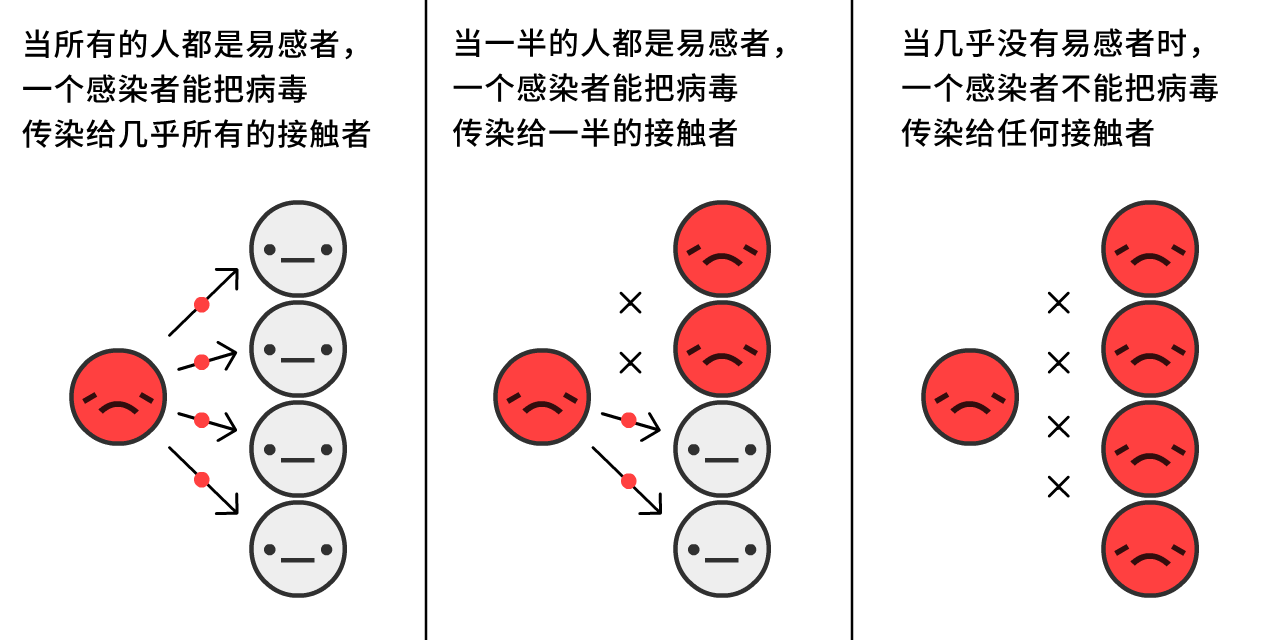 当所有的人都是易感者，
一个感染者能把病毒
传染给几乎所有的接触者
当一半的人都是易感者，
一个感染者能把病毒
传染给一半的接触者
当几乎没有易感者时，
一个感染者不能把病毒
传染给任何接触者